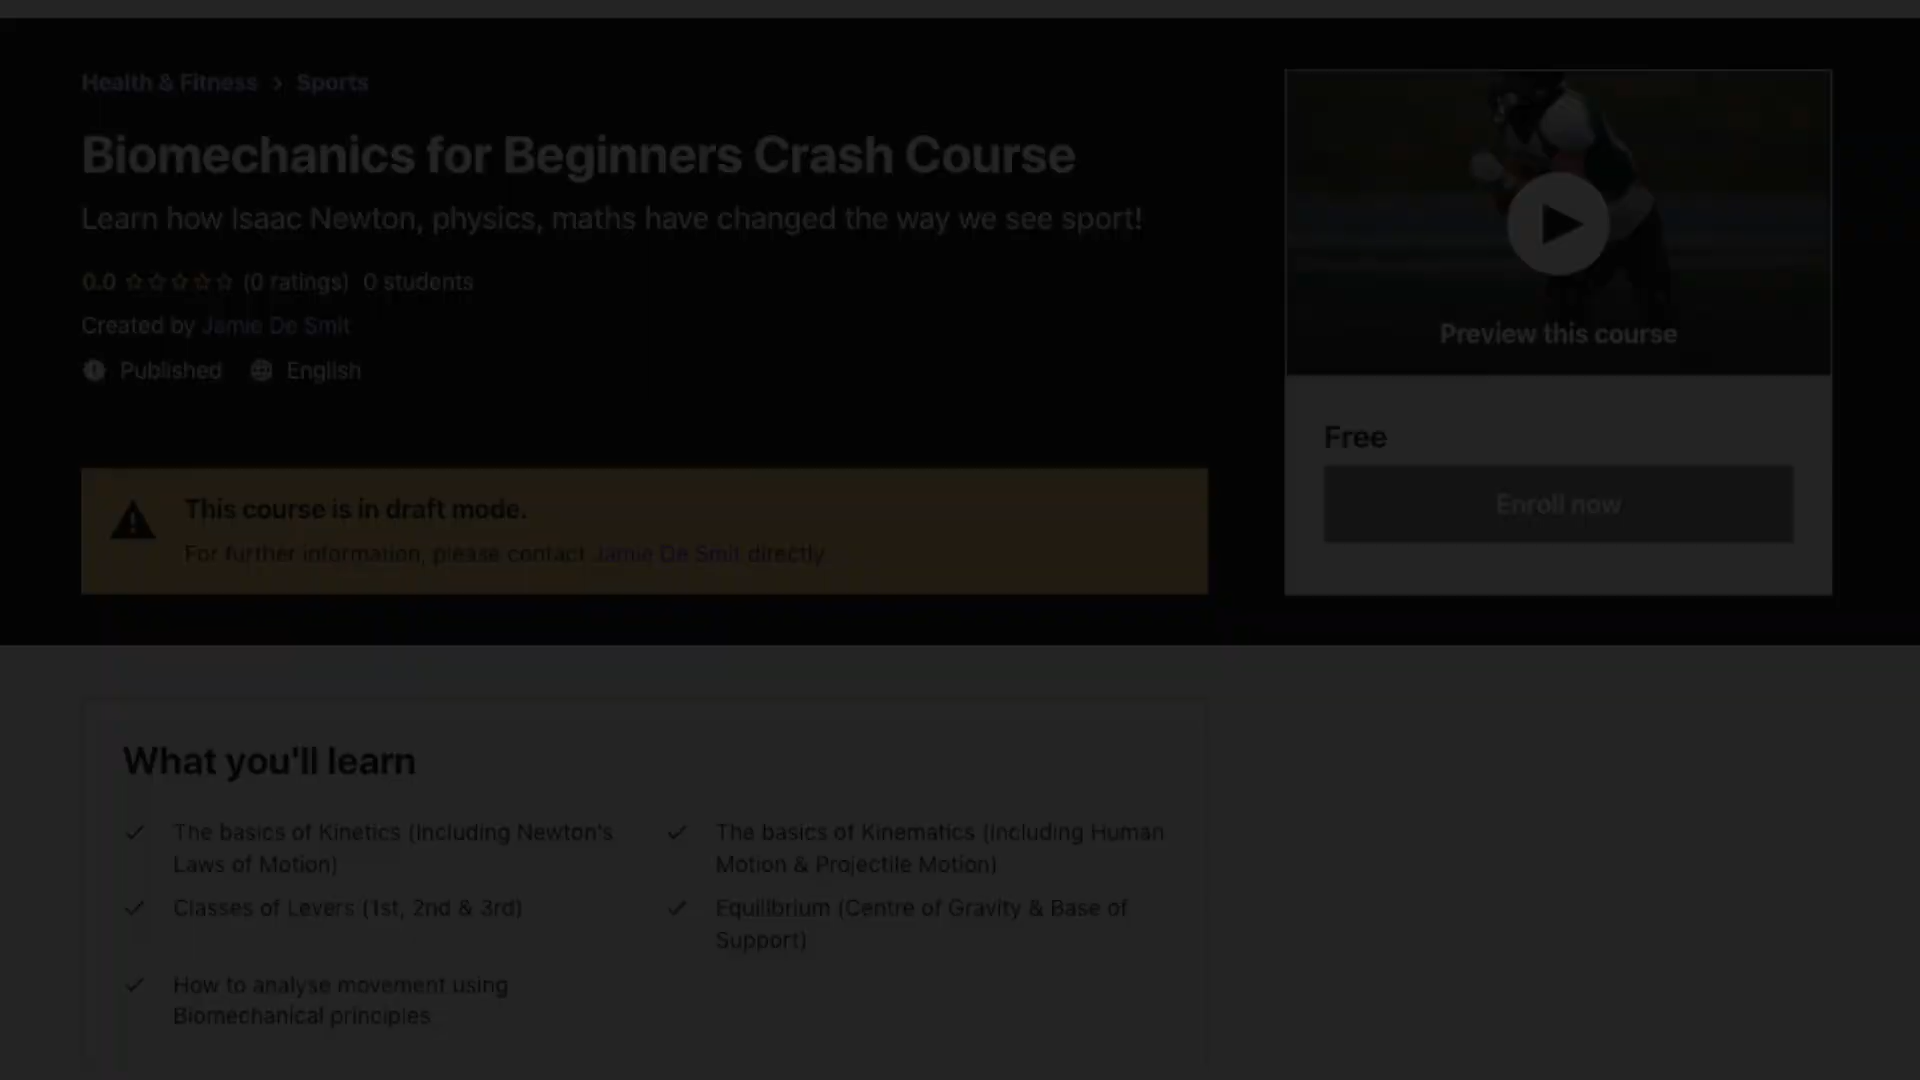 Health & Fitness > Sports
Biomechanics for Beginners Crash Course
Learn how Isaac Newton, physics, maths have changed the way we see sport!
0.0 ☆☆☆☆☆ (0 ratings) 0 students
Created by Jamie De Smit
Published English
This course is in draft mode.
For further information, please contact Jamie De Smit directly.
Preview this course
Free
Enroll now
What you'll learn
The basics of Kinetics (Including Newton's
Laws of Motion)
The basics of Kinematics (Including Human
Motion & Projectile Motion)
Classes of Levers (1st, 2nd & 3rd)
Equilibrium (Centre of Gravity & Base of
Support)
How to analyse movement using
Biomechanical principles